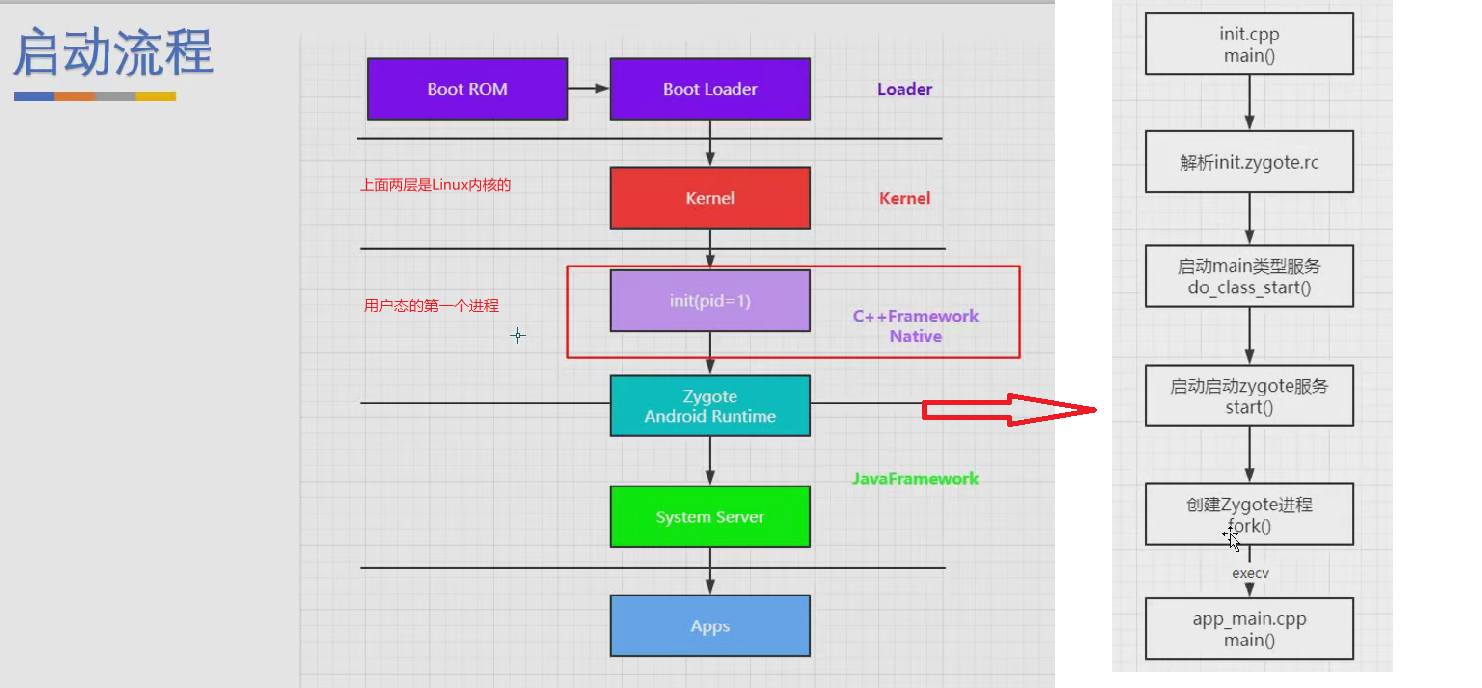 启动流程
Boot ROM
Boot Loader
Loader
上面两层是Linux内核的
Kernel
Kernel
用户态的第一个进程
init(pid=1)
C++Framework
Native
Zygote
Android Runtime
JavaFramework
System Server
Apps
init.cpp
main()
解析init.zygote.rc
启动main类型服务
do_class_start()
启动启动zygote服务
start()
创建Zygote进程
fork()
execv
app_main.cpp
main()